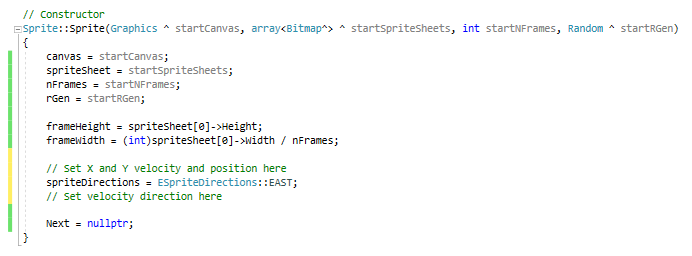 // Constructor
Sprite::Sprite(Graphics ^ startCanvas, array<Bitmap^> ^ startSpriteSheets, int startNFrames, Random ^ startRGen)
{
canvas = startCanvas;
spriteSheet = startSpriteSheets;
nFrames = startNFrames;
rGen = startRGen;
frameHeight = spriteSheet[0]->Height;
frameWidth = (int)spriteSheet[0]->Width / nFrames;
// Set X and Y velocity and position here
spriteDirections = ESpriteDirections::EAST;
// Set velocity direction here
Next = nullptr;
}